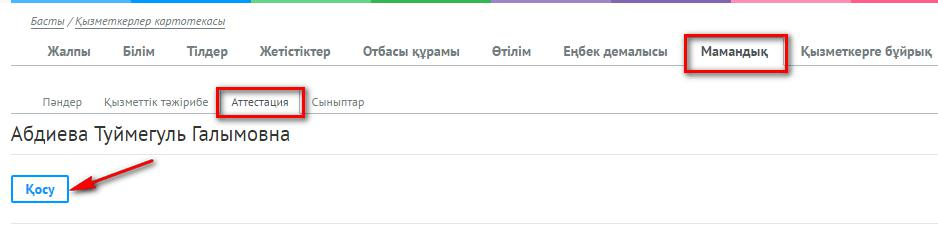 Басты / Қызметкерлер картотекасы
Жалпы Білім Тілдер Жетістіктер Отбасы құрамы Өтілім Еңбек демалысы Мамандық Қызметкерге бұйрық
Пәндер Қызметтік тәжірибе Аттестация Сыныптар
Абдиева Туймегуль Галымовна
Қосу